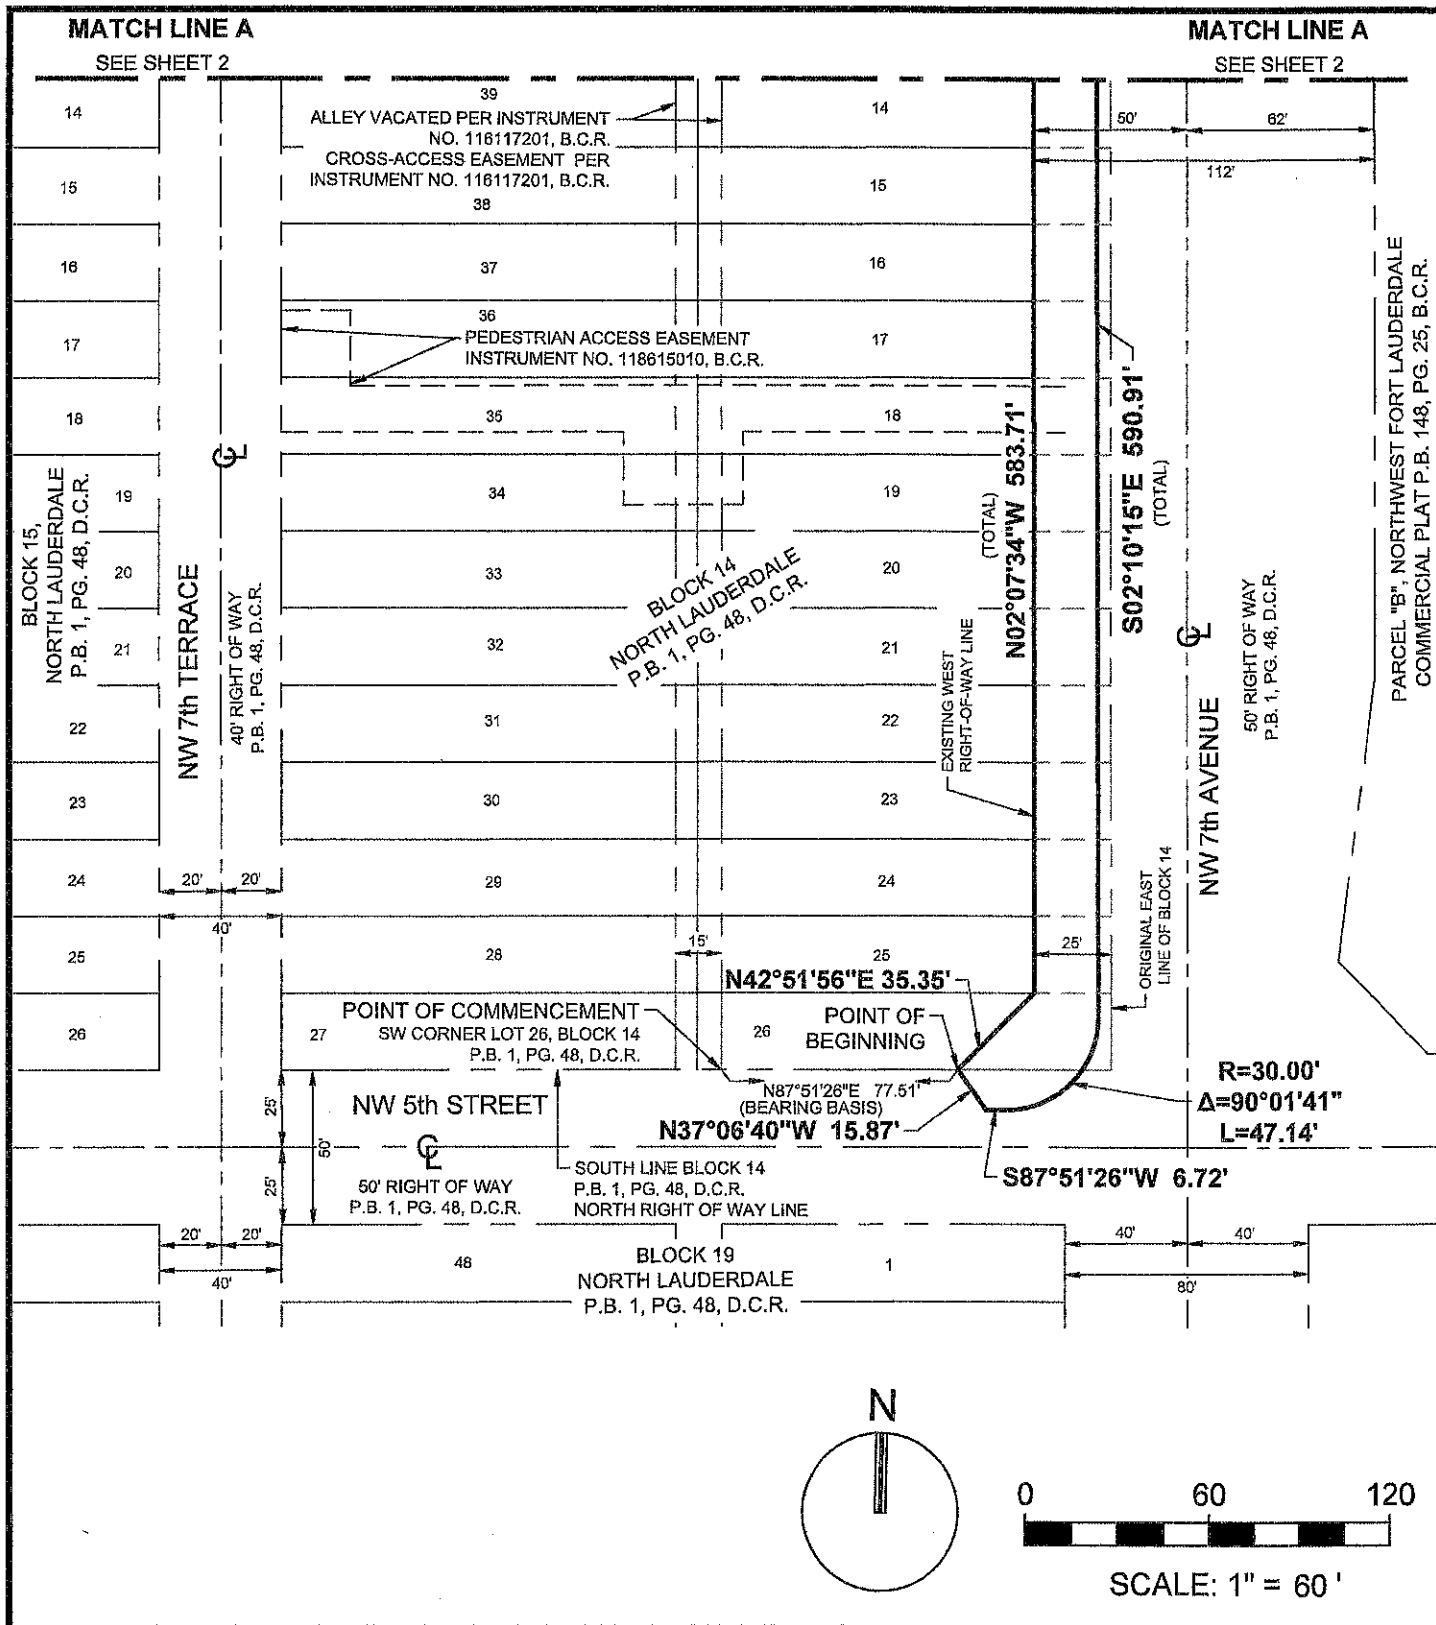 MATCH LINE A
SEE SHEET 2
MATCH LINE A
SEE SHEET 2
14
39
14
ALLEY VACATED PER INSTRUMENT
NO. 116117201, B.C.R.
CROSS-ACCESS EASEMENT PER
INSTRUMENT NO. 116117201, B.C.R.
50'
62'
112'
15
38
15
16
37
16
17
36
17
PEDESTRIAN ACCESS EASEMENT
INSTRUMENT NO. 118615010, B.C.R.
PARCEL "B", NORTHWEST FORT LAUDERDALE
COMMERCIAL PLAT P.B. 148, PG. 25, B.C.R.
18
35
18
N02°07'34"W 583.71'
(TOTAL)
S02°10'15"E 590.91'
(TOTAL)
BLOCK 15,
NORTH LAUDERDALE
P.B. 1, PG. 48, D.C.R.
19
34
19
20
33
20
BLOCK 14
NORTH LAUDERDALE
P.B. 1, PG. 48, D.C.R.
NW 7th TERRACE
40' RIGHT OF WAY
P.B. 1, PG. 48, D.C.R.
21
32
21
EXISTING WEST
RIGHT-OF-WAY LINE
50' RIGHT OF WAY
P.B. 1, PG. 48, D.C.R.
NW 7th AVENUE
22
31
22
23
30
23
24
20'
20'
29
24
40'
25
28
15'
25
25'
ORIGINAL EAST
LINE OF BLOCK 14
N42°51'56"E 35.35'
POINT OF COMMENCEMENT
SW CORNER LOT 26, BLOCK 14
P.B. 1, PG. 48, D.C.R.
26
27
26
POINT OF
BEGINNING
N87°51'26"E 77.51'
(BEARING BASIS)
R=30.00'
Δ=90°01'41"
L=47.14'
NW 5th STREET
25'
50'
25'
N37°06'40"W 15.87'
S87°51'26"W 6.72'
SOUTH LINE BLOCK 14
P.B. 1, PG. 48, D.C.R.
NORTH RIGHT OF WAY LINE
50' RIGHT OF WAY
P.B. 1, PG. 48, D.C.R.
20'
20'
40'
48
BLOCK 19
NORTH LAUDERDALE
P.B. 1, PG. 48, D.C.R.
1
40'
40'
80'
N
0 60 120
SCALE: 1" = 60 '